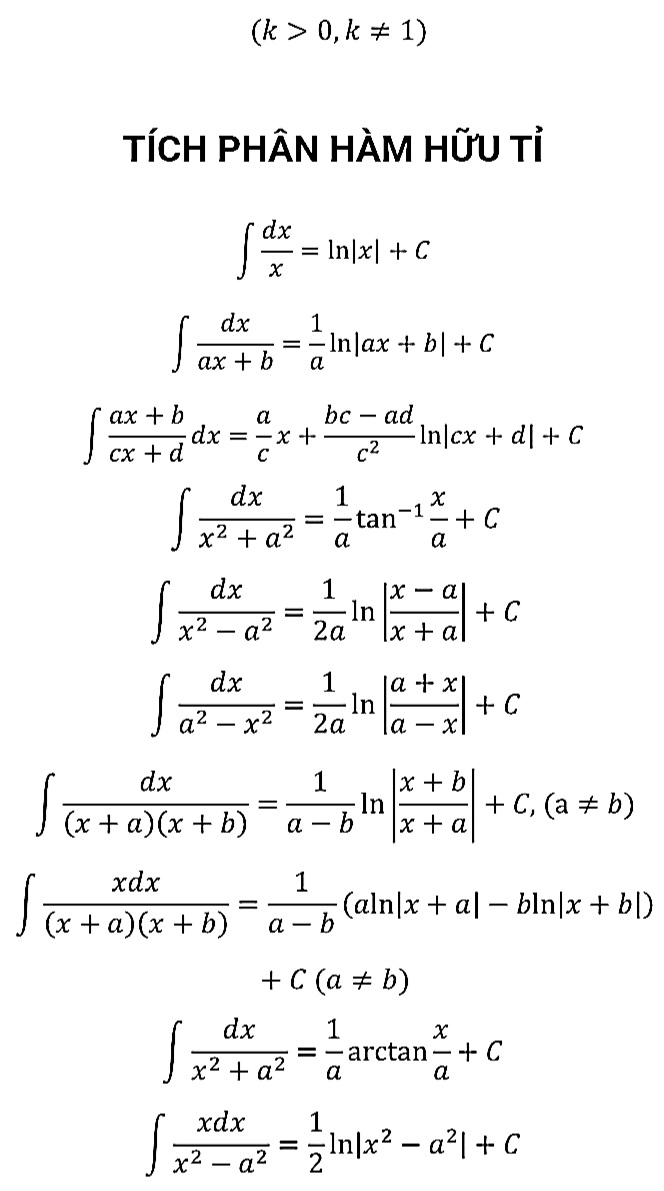 (k > 0, k ≠ 1)
TÍCH PHÂN HÀM HỮU TỈ
∫ dx/x = ln|x| + C
∫ dx/(ax + b) = 1/a ln|ax + b| + C
∫ (ax + b)/(cx + d) dx = a/c x + (bc − ad)/c² ln|cx + d| + C
∫ dx/(x² + a²) = 1/a tan⁻¹ x/a + C
∫ dx/(x² − a²) = 1/2a ln |(x − a)/(x + a)| + C
∫ dx/(a² − x²) = 1/2a ln |(a + x)/(a − x)| + C
∫ dx/((x + a)(x + b)) = 1/(a − b) ln |(x + b)/(x + a)| + C, (a ≠ b)
∫ xdx/((x + a)(x + b)) = 1/(a − b) (aln|x + a| − bln|x + b|)
+ C (a ≠ b)
∫ dx/(x² + a²) = 1/a arctan x/a + C
∫ xdx/(x² − a²) = 1/2 ln|x² − a²| + C